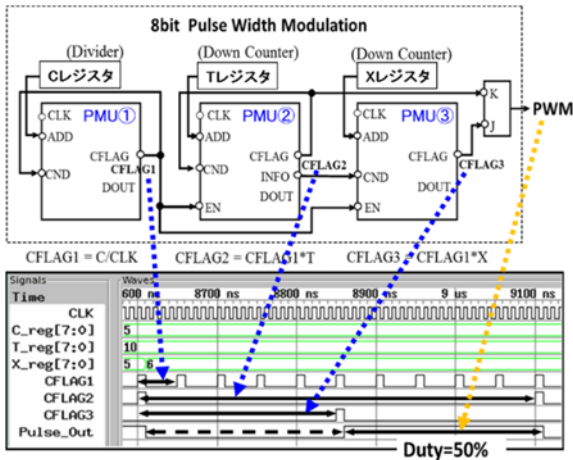 8bit Pulse Width Modulation
(Divider) (Down Counter) (Down Counter)
Cレジスタ Tレジスタ Xレジスタ
CLK PMU① CLK PMU② CLK PMU③ K PWM
ADD ADD ADD J
CFLAG CFLAG CFLAG
CFLAG1 CFLAG2 CFLAG3
CND CND INFO CND
DOUT DOUT DOUT
EN EN
CFLAG1 = C/CLK CFLAG2 = CFLAG1*T CFLAG3 = CFLAG1*X
Signals Waves
Time 600 ns 8700 ns 8800 ns 8900 ns 9 us 9100 ns
CLK
C_reg[7:0] 5
T_reg[7:0] 10
X_reg[7:0] 5 6
CFLAG1
CFLAG2
CFLAG3
Pulse_Out
Duty=50%